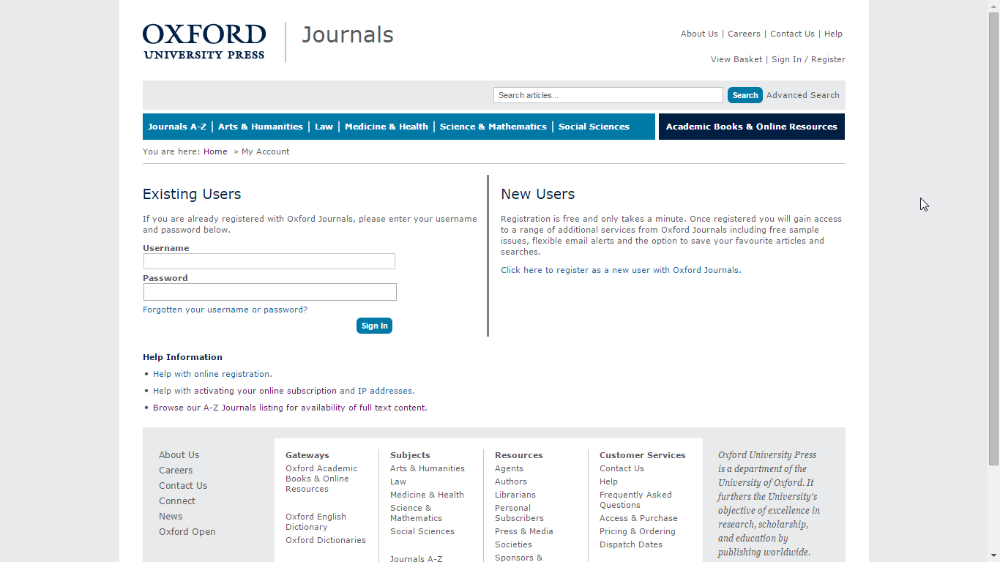 OXFORD
UNIVERSITY PRESS
Journals
About Us | Careers | Contact Us | Help
View Basket | Sign In / Register
Search articles...
Search
Advanced Search
Journals A-Z | Arts & Humanities | Law | Medicine & Health | Science & Mathematics | Social Sciences
Academic Books & Online Resources
You are here: Home » My Account
Existing Users
If you are already registered with Oxford Journals, please enter your username
and password below.
Username
Password
Forgotten your username or password?
Sign In
New Users
Registration is free and only takes a minute. Once registered you will gain access
to a range of additional services from Oxford Journals including free sample
issues, flexible email alerts and the option to save your favourite articles and
searches.
Click here to register as a new user with Oxford Journals.
Help Information
• Help with online registration.
• Help with activating your online subscription and IP addresses.
• Browse our A-Z Journals listing for availability of full text content.
About Us
Careers
Contact Us
Connect
News
Oxford Open
Gateways
Oxford Academic
Books & Online
Resources
Oxford English
Dictionary
Oxford Dictionaries
Subjects
Arts & Humanities
Law
Medicine & Health
Science &
Mathematics
Social Sciences
Journals A-Z
Resources
Agents
Authors
Librarians
Personal
Subscribers
Press & Media
Societies
Sponsors &
Customer Services
Contact Us
Help
Frequently Asked
Questions
Access & Purchase
Pricing & Ordering
Dispatch Dates
Oxford University Press
is a department of the
University of Oxford. It
furthers the University's
objective of excellence in
research, scholarship,
and education by
publishing worldwide.